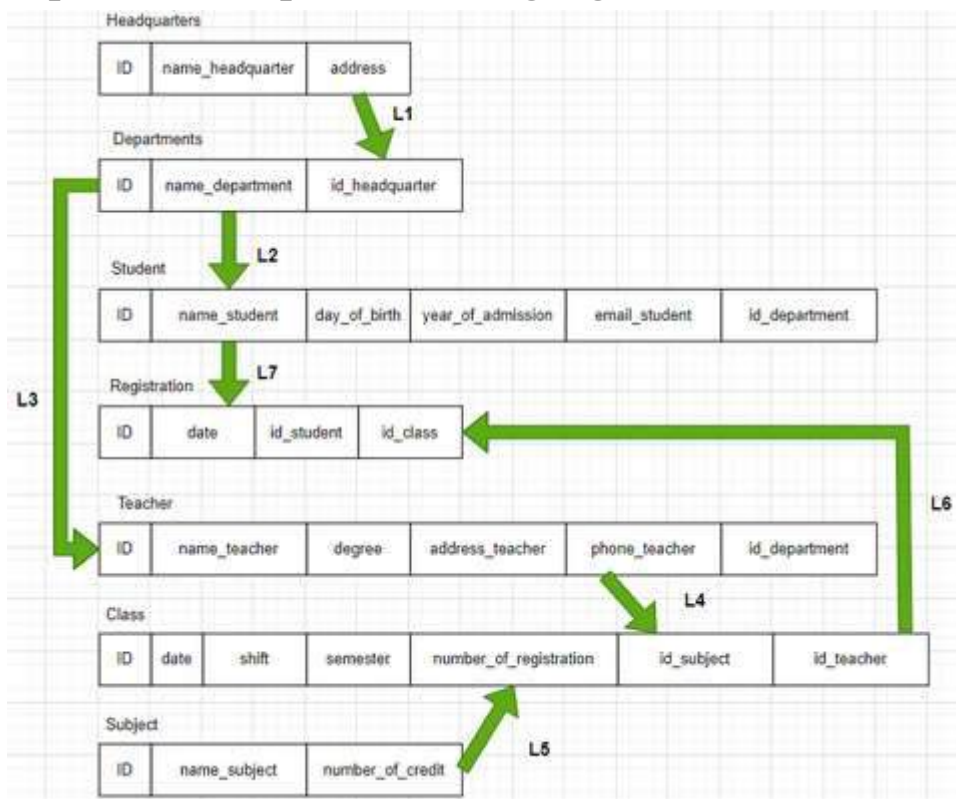 Headquarters
ID name_headquarter address
L1
Departments
ID name_department id_headquarter
L2
Student
ID name_student day_of_birth year_of_admission email_student id_department
L7
L3
Registration
ID date id_student id_class
L6
Teacher
ID name_teacher degree address_teacher phone_teacher id_department
L4
Class
ID date shift semester number_of_registration id_subject id_teacher
Subject
L5
ID name_subject number_of_credit